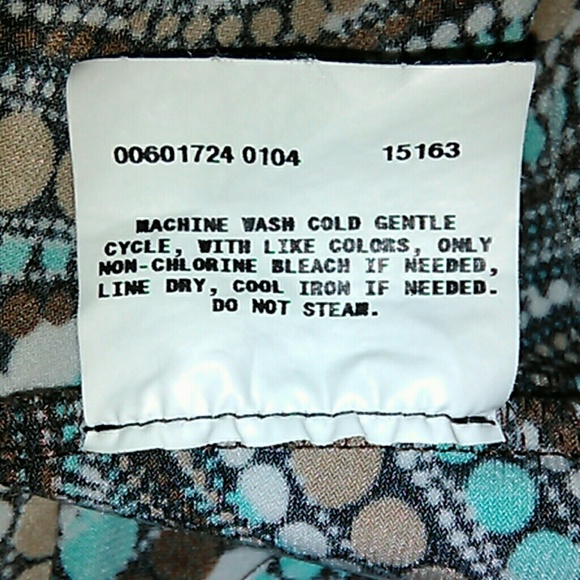 00601724 0104 15163
MACHINE WASH COLD GENTLE
CYCLE, WITH LIKE COLORS, ONLY
NON-CHLORINE BLEACH IF NEEDED,
LINE DRY, COOL IRON IF NEEDED.
DO NOT STEAM.